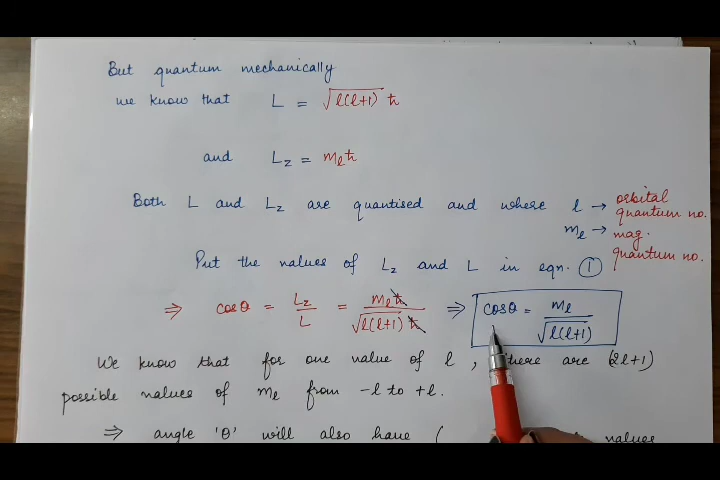 But quantum mechanically
we know that L = √l(l+1) ħ
and Lz = mlħ
Both L and Lz are quantised and where l → orbital quantum no.
ml → mag. quantum no.
Put the values of Lz and L in eqn. ①
⇒ cosθ = Lz/L = mlħ/√l(l+1) ħ ⇒ cosθ = ml/√l(l+1)
We know that for one value of l, there are (2l+1)
possible values of ml from -l to +l.
⇒ angle 'θ' will also have ( values